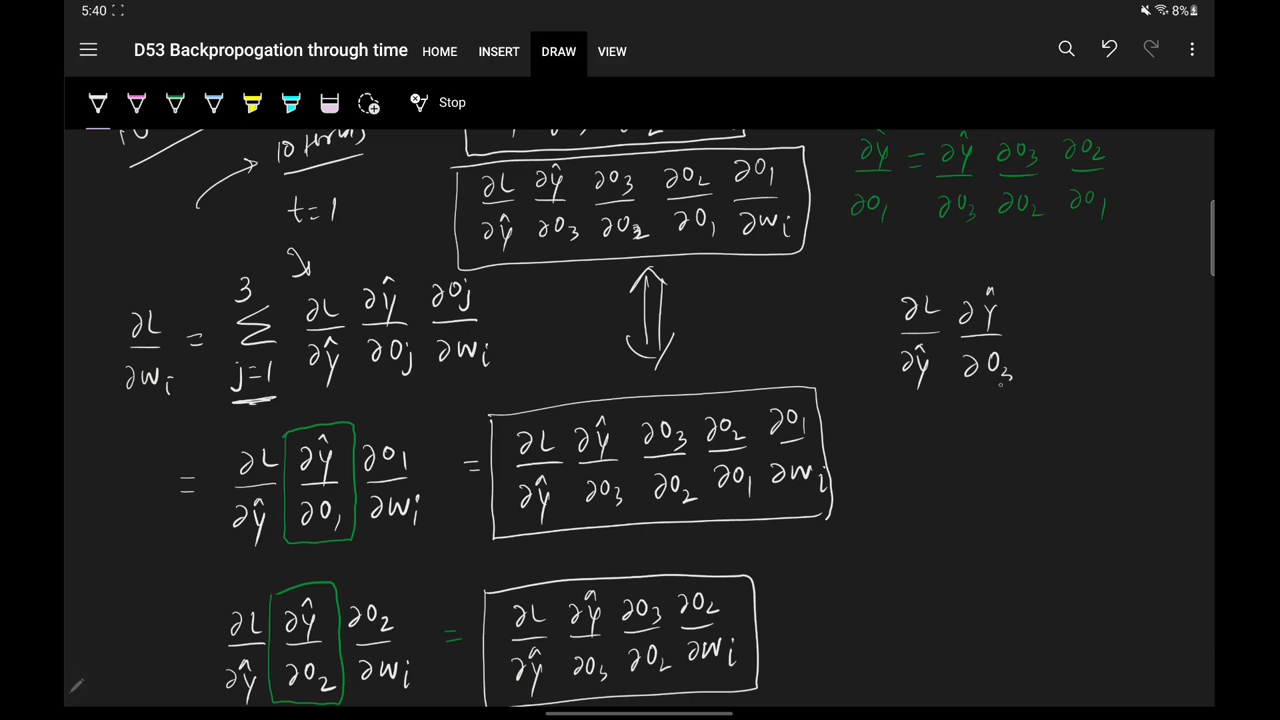 5:40 8%
D53 Backpropogation through time HOME INSERT DRAW VIEW
Stop
10 terms
t=1
∂L/∂ŷ ∂ŷ/∂O₃ ∂O₃/∂O₂ ∂O₂/∂O₁ ∂O₁/∂Wi
∂ŷ/∂O₁ = ∂ŷ/∂O₃ ∂O₃/∂O₂ ∂O₂/∂O₁
∂L/∂Wi = 3 Σ j=1 ∂L/∂ŷ ∂ŷ/∂Oj ∂Oj/∂Wi
∂L/∂ŷ ∂ŷ/∂O₃
= ∂L/∂ŷ ∂ŷ/∂O₁ ∂O₁/∂Wi = ∂L/∂ŷ ∂ŷ/∂O₃ ∂O₃/∂O₂ ∂O₂/∂O₁ ∂O₁/∂Wi
∂L/∂ŷ ∂ŷ/∂O₂ ∂O₂/∂Wi = ∂L/∂ŷ ∂ŷ/∂O₃ ∂O₃/∂O₂ ∂O₂/∂Wi